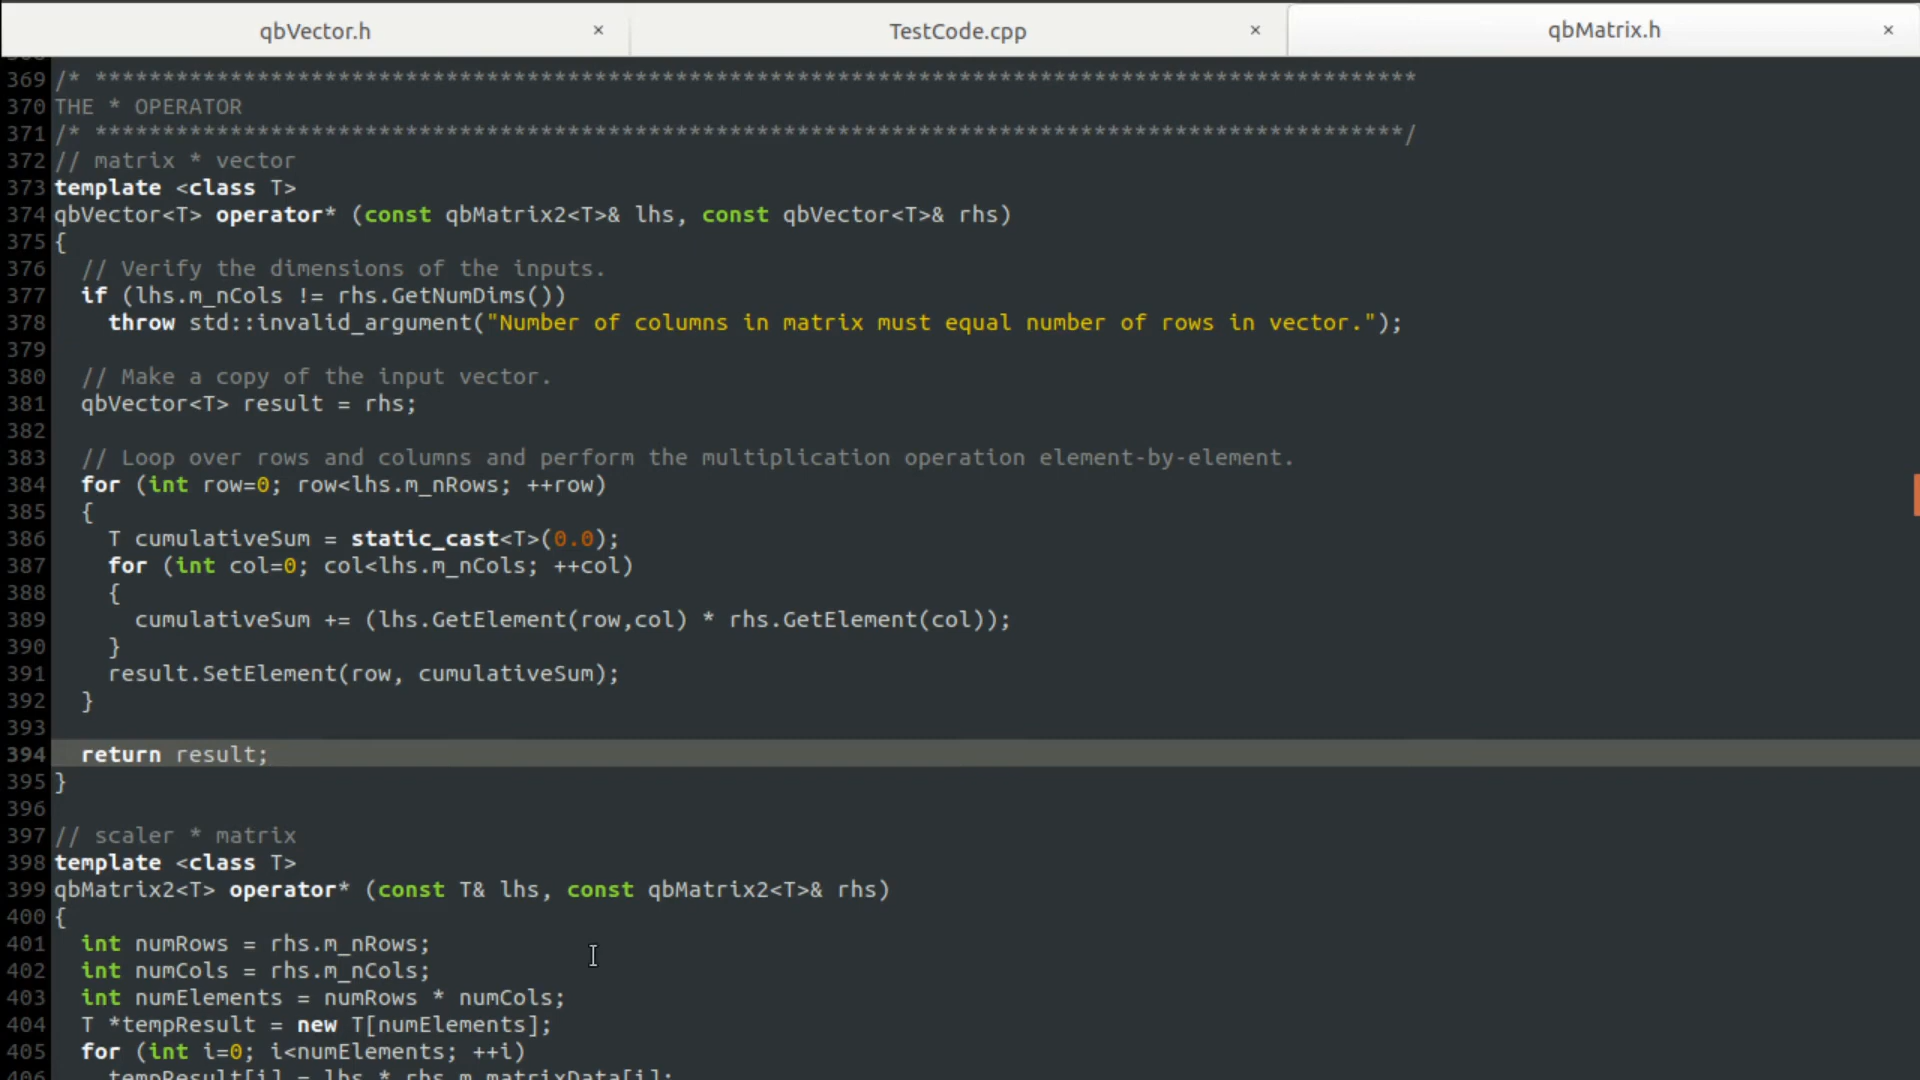 qbVector.h × TestCode.cpp × qbMatrix.h ×
369 /* **************************************************************************************************
370 THE * OPERATOR
371 /* *************************************************************************************************/
372 // matrix * vector
373 template <class T>
374 qbVector<T> operator* (const qbMatrix2<T>& lhs, const qbVector<T>& rhs)
375 {
376   // Verify the dimensions of the inputs.
377   if (lhs.m_nCols != rhs.GetNumDims())
378     throw std::invalid_argument("Number of columns in matrix must equal number of rows in vector.");
379
380   // Make a copy of the input vector.
381   qbVector<T> result = rhs;
382
383   // Loop over rows and columns and perform the multiplication operation element-by-element.
384   for (int row=0; row<lhs.m_nRows; ++row)
385   {
386     T cumulativeSum = static_cast<T>(0.0);
387     for (int col=0; col<lhs.m_nCols; ++col)
388     {
389       cumulativeSum += (lhs.GetElement(row,col) * rhs.GetElement(col));
390     }
391     result.SetElement(row, cumulativeSum);
392   }
393
394   return result;
395 }
396
397 // scaler * matrix
398 template <class T>
399 qbMatrix2<T> operator* (const T& lhs, const qbMatrix2<T>& rhs)
400 {
401   int numRows = rhs.m_nRows;
402   int numCols = rhs.m_nCols;
403   int numElements = numRows * numCols;
404   T *tempResult = new T[numElements];
405   for (int i=0; i<numElements; ++i)
406     tempResult[i] = lhs * rhs.m_matrixData[i];